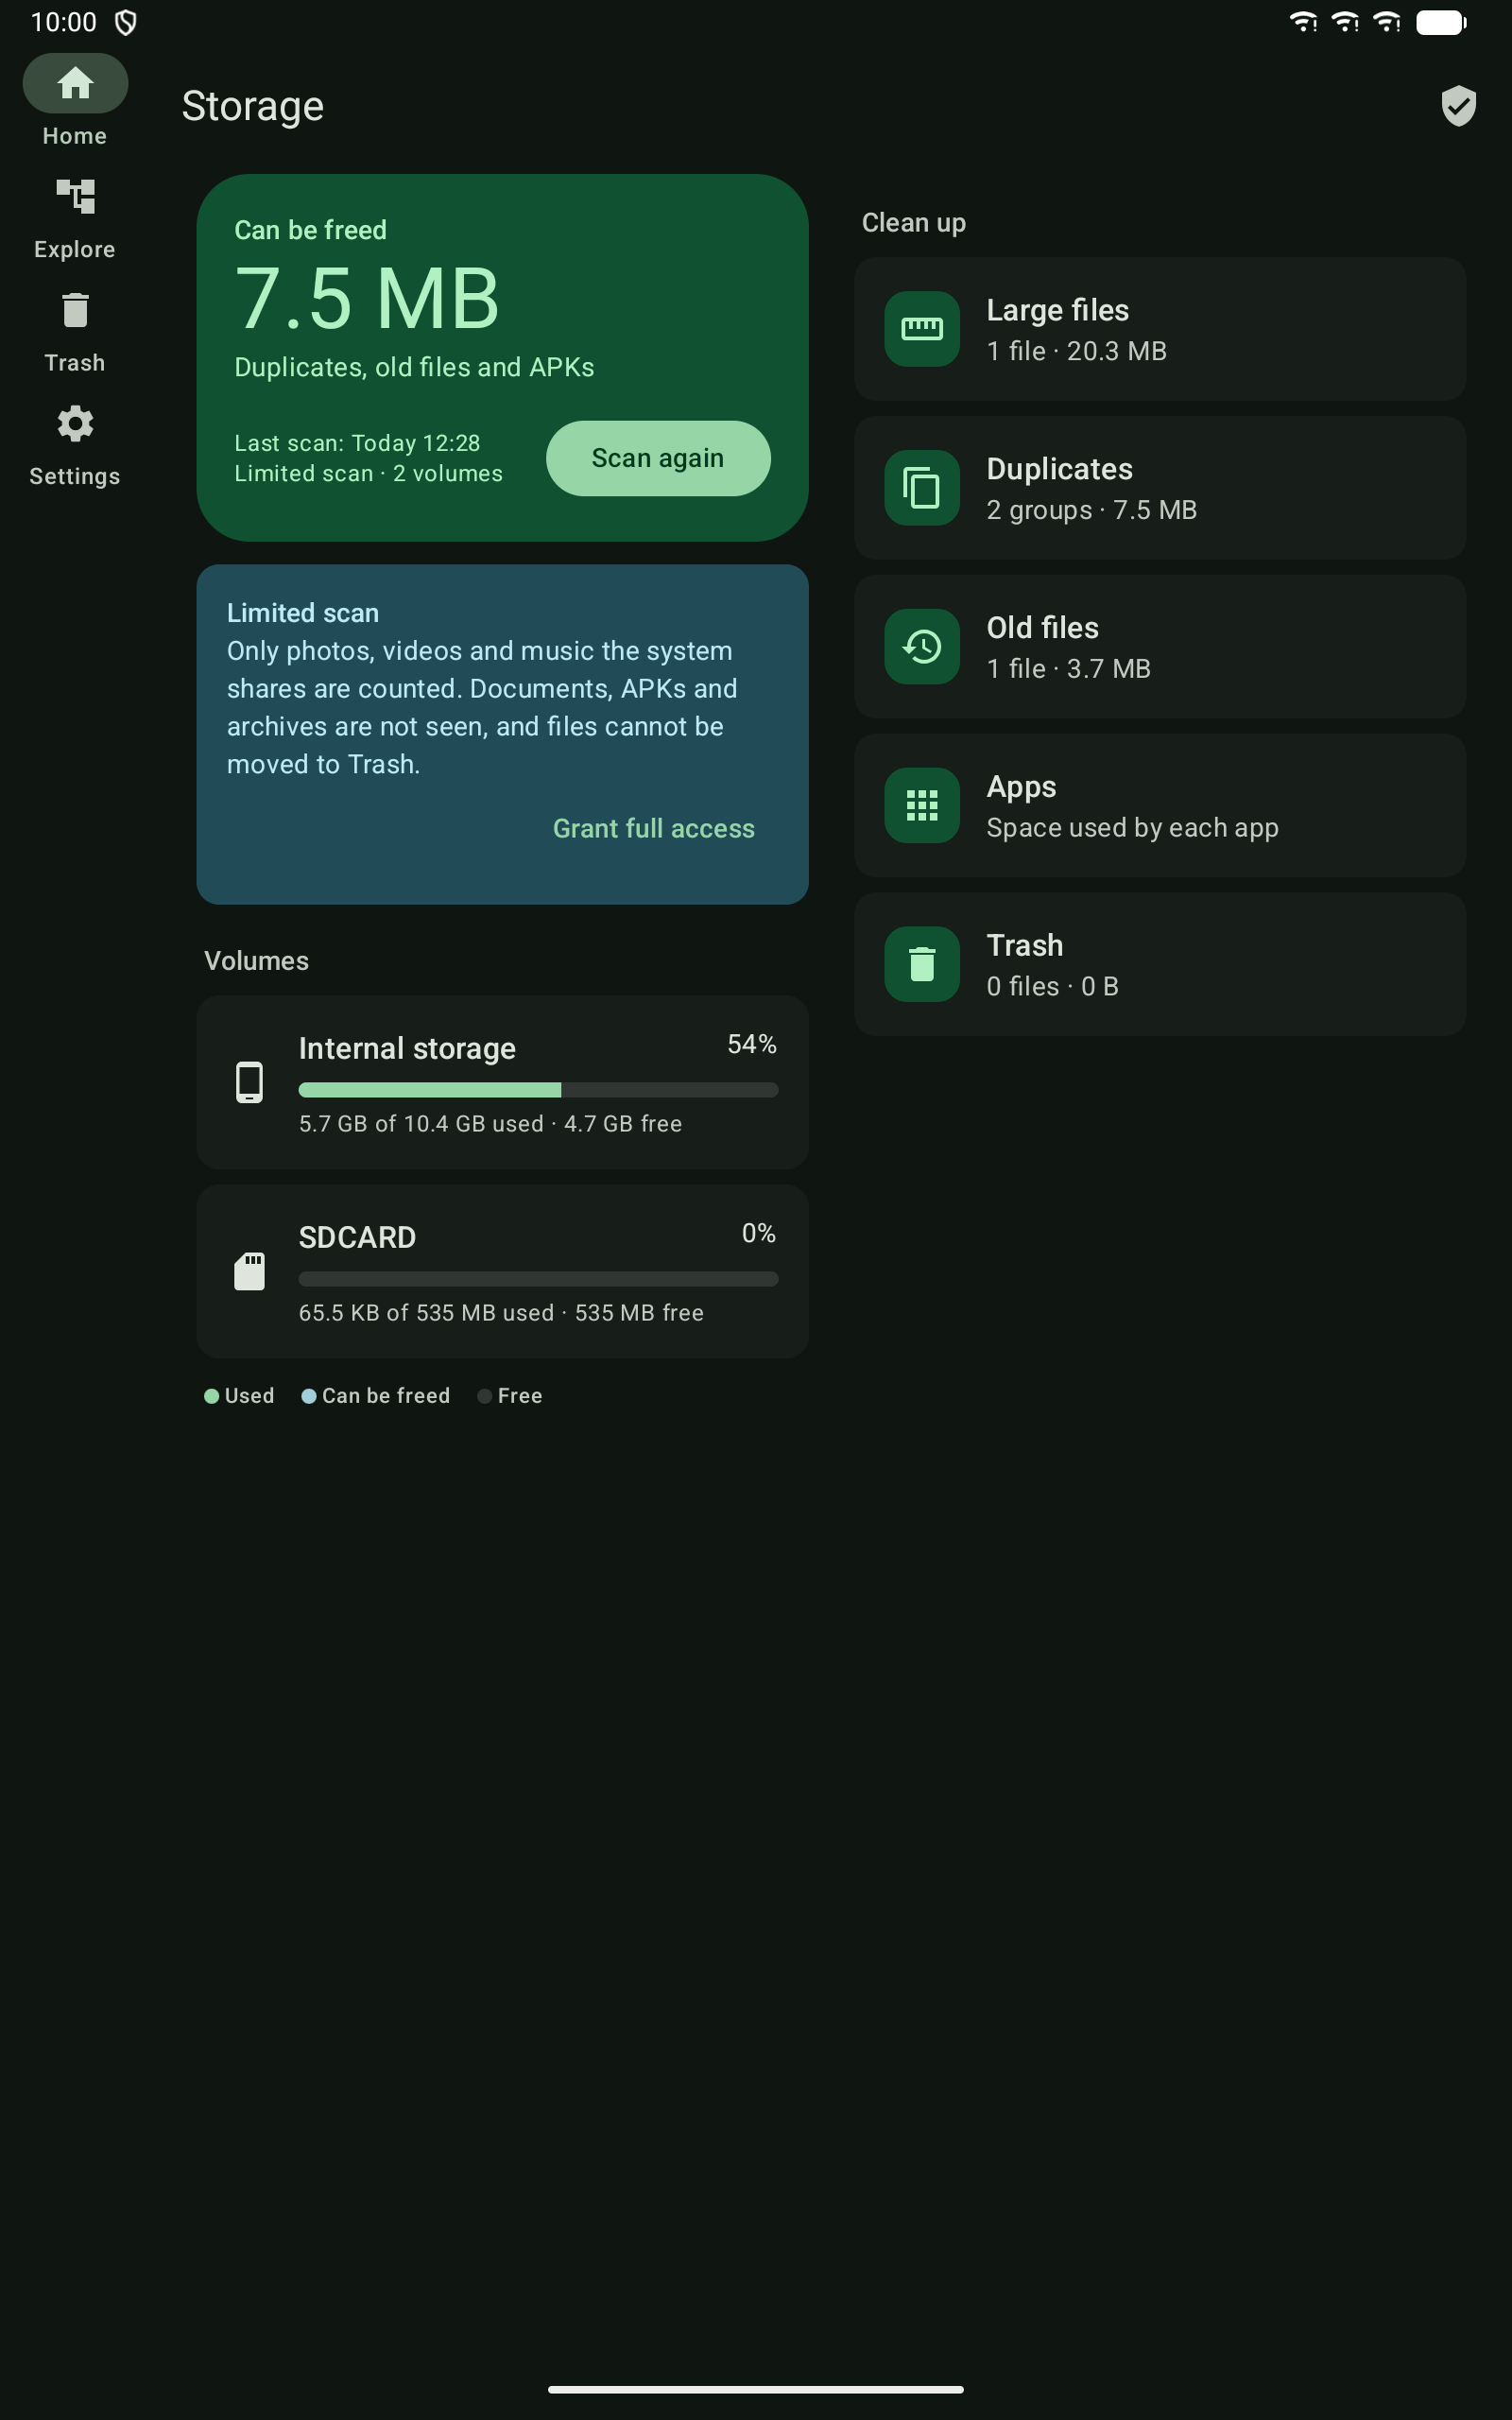 10:00
Home
Explore
Trash
Settings
Storage
Can be freed
7.5 MB
Duplicates, old files and APKs
Last scan: Today 12:28
Limited scan · 2 volumes
Scan again
Limited scan
Only photos, videos and music the system
shares are counted. Documents, APKs and
archives are not seen, and files cannot be
moved to Trash.
Grant full access
Volumes
Internal storage
54%
5.7 GB of 10.4 GB used · 4.7 GB free
SDCARD
0%
65.5 KB of 535 MB used · 535 MB free
Used
Can be freed
Free
Clean up
Large files
1 file · 20.3 MB
Duplicates
2 groups · 7.5 MB
Old files
1 file · 3.7 MB
Apps
Space used by each app
Trash
0 files · 0 B